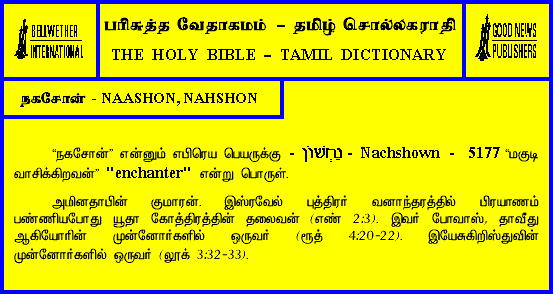 BELLWETHER
INTERNATIONAL
பரிசுத்த வேதாகமம் – தமிழ் சொல்லகராதி
THE HOLY BIBLE – TAMIL DICTIONARY
GOOD NEWS
PUBLISHERS
நகசோன் - NAASHON, NAHSHON
“நகசோன்” என்னும் எபிரெய பெயருக்கு - נַחְשׁוֹן - Nachshown - 5177 “மகுடி
வாசிக்கிறவன்” "enchanter" என்று பொருள்.
அமினதாபின் குமாரன். இஸ்ரவேல் புத்திரர் வனாந்தரத்தில் பிரயாணம்
பண்ணியபோது யூதா கோத்திரத்தின் தலைவன் (எண் 2:3). இவர் போவாஸ், தாவீது
ஆகியோரின் முன்னோர்களில் ஒருவர் (ரூத் 4:20-22). இயேசுகிறிஸ்துவின்
முன்னோர்களில் ஒருவர் (லூக் 3:32-33).